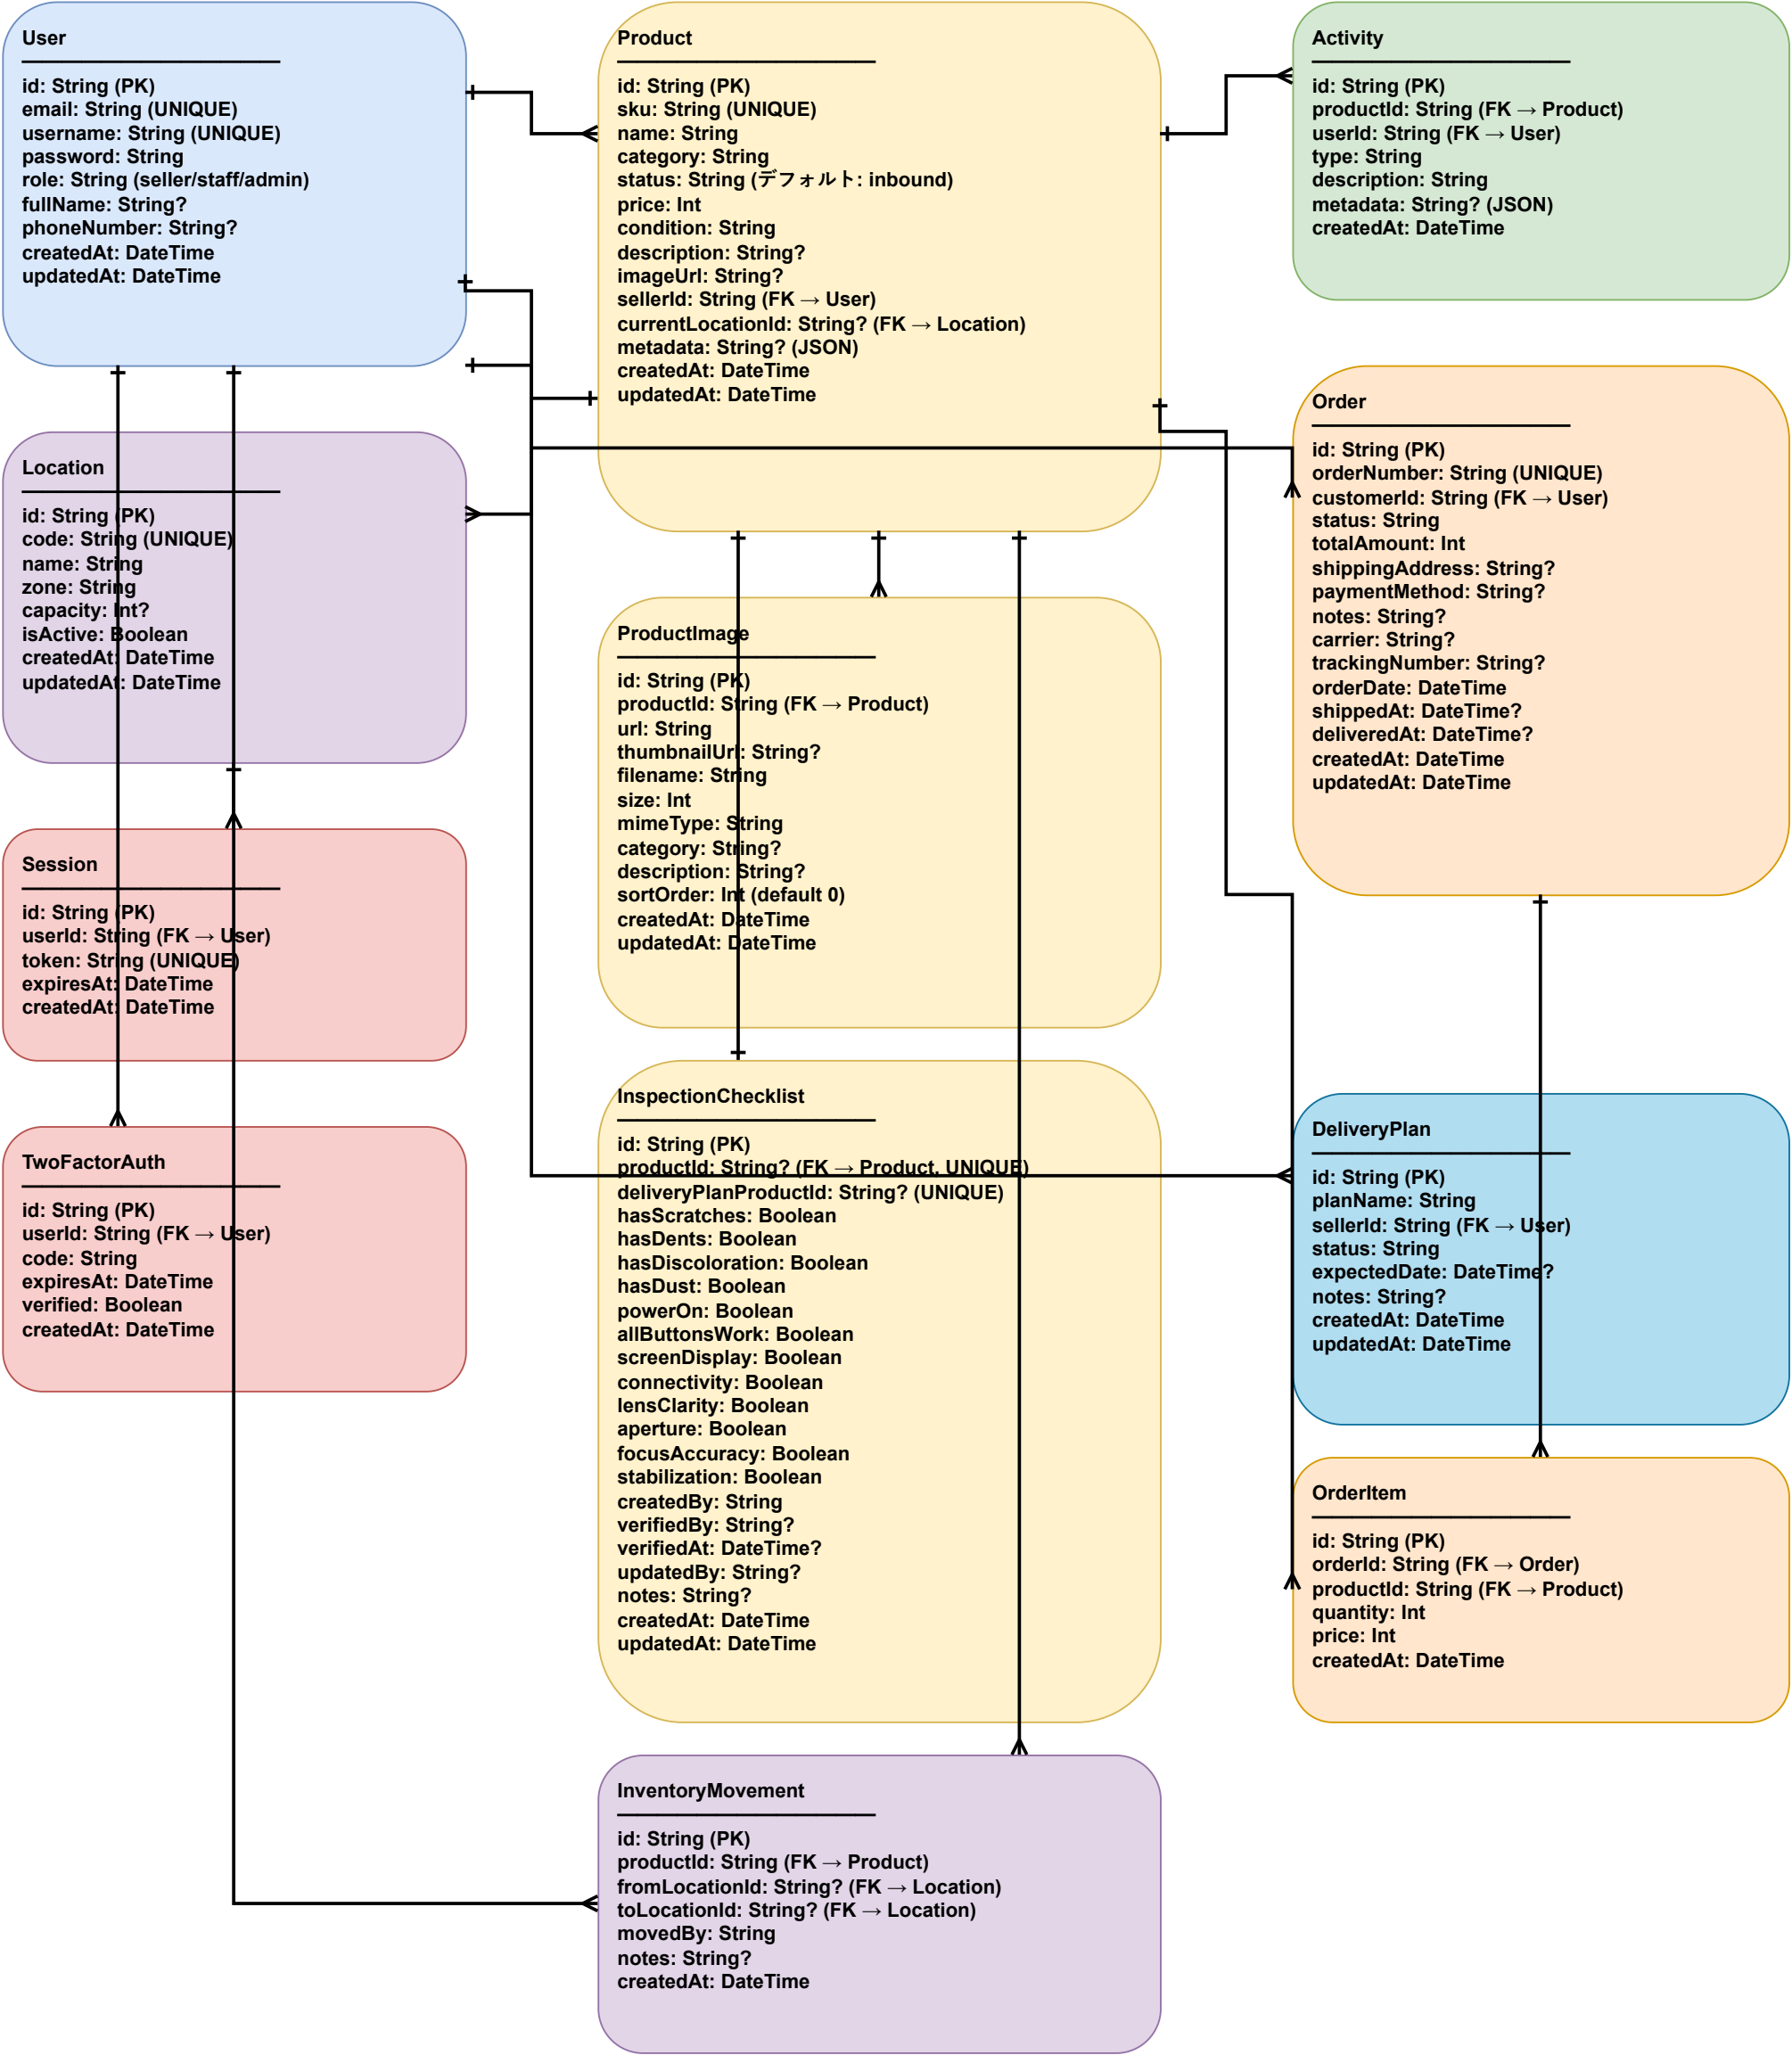 User
id: String (PK)
email: String (UNIQUE)
username: String (UNIQUE)
password: String
role: String (seller/staff/admin)
fullName: String?
phoneNumber: String?
createdAt: DateTime
updatedAt: DateTime
Product
id: String (PK)
sku: String (UNIQUE)
name: String
category: String
status: String (デフォルト: inbound)
price: Int
condition: String
description: String?
imageUrl: String?
sellerId: String (FK → User)
currentLocationId: String? (FK → Location)
metadata: String? (JSON)
createdAt: DateTime
updatedAt: DateTime
Activity
id: String (PK)
productId: String (FK → Product)
userId: String (FK → User)
type: String
description: String
metadata: String? (JSON)
createdAt: DateTime
Location
id: String (PK)
code: String (UNIQUE)
name: String
zone: String
capacity: Int?
isActive: Boolean
createdAt: DateTime
updatedAt: DateTime
Order
id: String (PK)
orderNumber: String (UNIQUE)
customerId: String (FK → User)
status: String
totalAmount: Int
shippingAddress: String?
paymentMethod: String?
notes: String?
carrier: String?
trackingNumber: String?
orderDate: DateTime
shippedAt: DateTime?
deliveredAt: DateTime?
createdAt: DateTime
updatedAt: DateTime
ProductImage
id: String (PK)
productId: String (FK → Product)
url: String
thumbnailUrl: String?
filename: String
size: Int
mimeType: String
category: String?
description: String?
sortOrder: Int (default 0)
createdAt: DateTime
updatedAt: DateTime
Session
id: String (PK)
userId: String (FK → User)
token: String (UNIQUE)
expiresAt: DateTime
createdAt: DateTime
InspectionChecklist
id: String (PK)
productId: String? (FK → Product, UNIQUE)
deliveryPlanProductId: String? (UNIQUE)
hasScratches: Boolean
hasDents: Boolean
hasDiscoloration: Boolean
hasDust: Boolean
powerOn: Boolean
allButtonsWork: Boolean
screenDisplay: Boolean
connectivity: Boolean
lensClarity: Boolean
aperture: Boolean
focusAccuracy: Boolean
stabilization: Boolean
createdBy: String
verifiedBy: String?
verifiedAt: DateTime?
updatedBy: String?
notes: String?
createdAt: DateTime
updatedAt: DateTime
TwoFactorAuth
id: String (PK)
userId: String (FK → User)
code: String
expiresAt: DateTime
verified: Boolean
createdAt: DateTime
DeliveryPlan
id: String (PK)
planName: String
sellerId: String (FK → User)
status: String
expectedDate: DateTime?
notes: String?
createdAt: DateTime
updatedAt: DateTime
OrderItem
id: String (PK)
orderId: String (FK → Order)
productId: String (FK → Product)
quantity: Int
price: Int
createdAt: DateTime
InventoryMovement
id: String (PK)
productId: String (FK → Product)
fromLocationId: String? (FK → Location)
toLocationId: String? (FK → Location)
movedBy: String
notes: String?
createdAt: DateTime